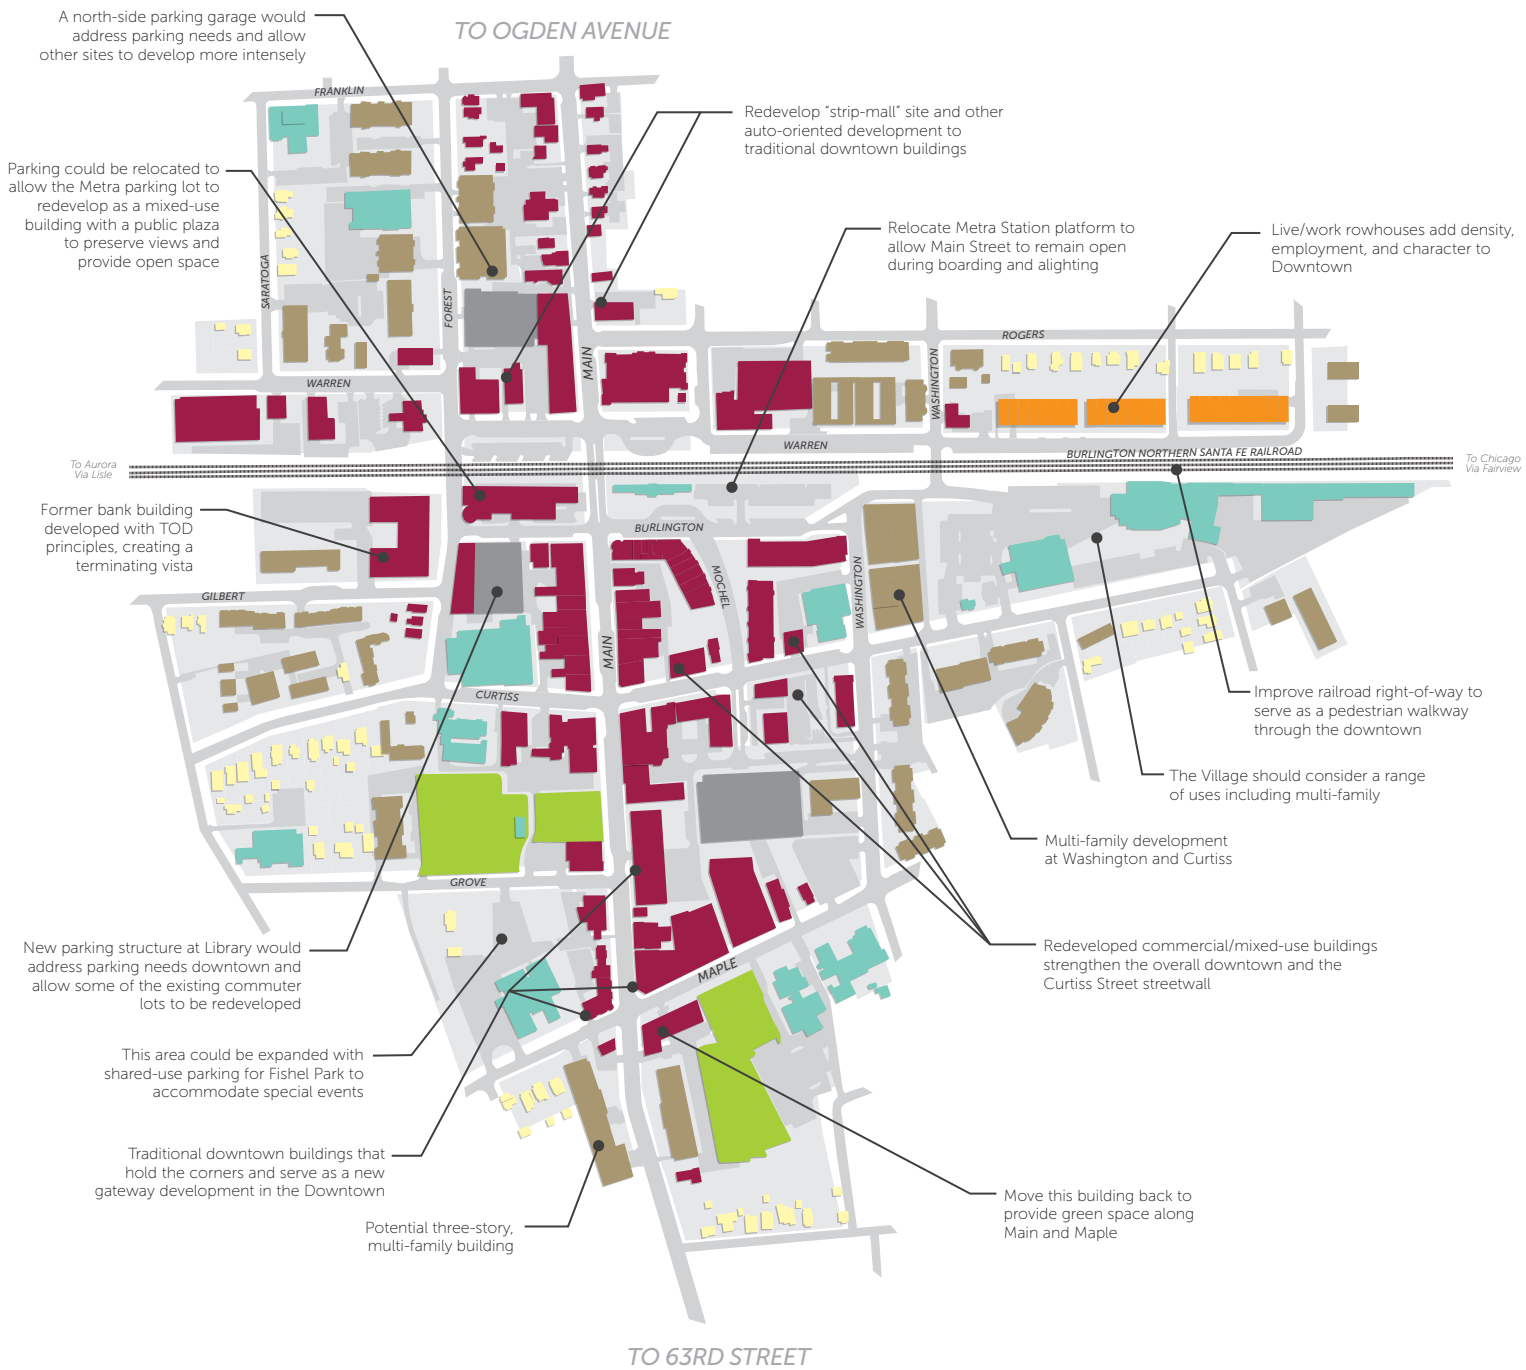 TO OGDEN AVENUE
A north-side parking garage would
address parking needs and allow
other sites to develop more intensely
FRANKLIN
Redevelop “strip-mall” site and other
auto-oriented development to
traditional downtown buildings
Parking could be relocated to
allow the Metra parking lot to
redevelop as a mixed-use
building with a public plaza
to preserve views and
provide open space
Relocate Metra Station platform to
allow Main Street to remain open
during boarding and alighting
Live/work rowhouses add density,
employment, and character to
Downtown
SARATOGA
FOREST
MAIN
ROGERS
WASHINGTON
WARREN
WARREN
BURLINGTON NORTHERN SANTA FE RAILROAD
To Aurora
Via Lisle
To Chicago
Via Fairview
Former bank building
developed with TOD
principles, creating a
terminating vista
BURLINGTON
MOCHEL
WASHINGTON
GILBERT
MAIN
CURTISS
Improve railroad right-of-way to
serve as a pedestrian walkway
through the downtown
The Village should consider a range
of uses including multi-family
Multi-family development
at Washington and Curtiss
GROVE
New parking structure at Library would
address parking needs downtown and
allow some of the existing commuter
lots to be redeveloped
Redeveloped commercial/mixed-use buildings
strengthen the overall downtown and the
Curtiss Street streetwall
MAPLE
This area could be expanded with
shared-use parking for Fishel Park to
accommodate special events
Traditional downtown buildings that
hold the corners and serve as a new
gateway development in the Downtown
Move this building back to
provide green space along
Main and Maple
Potential three-story,
multi-family building
TO 63RD STREET